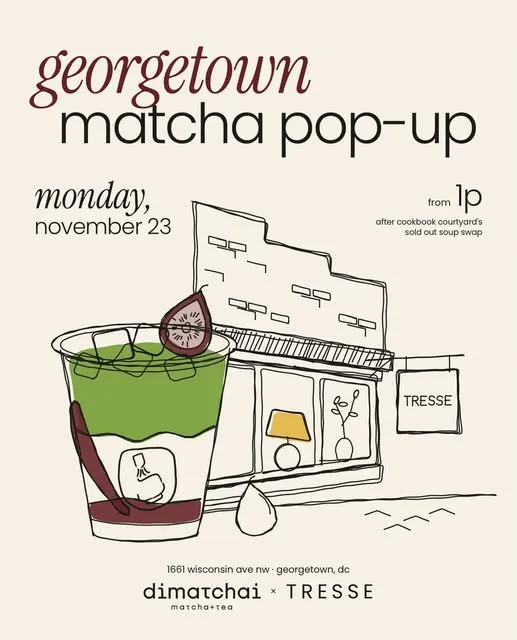 georgetown
matcha pop-up
monday,
november 23
from 1p
after cookbook courtyard's
sold out soup swap
TRESSE
1661 wisconsin ave nw · georgetown, dc
dimatchai × TRESSE
matcha+tea